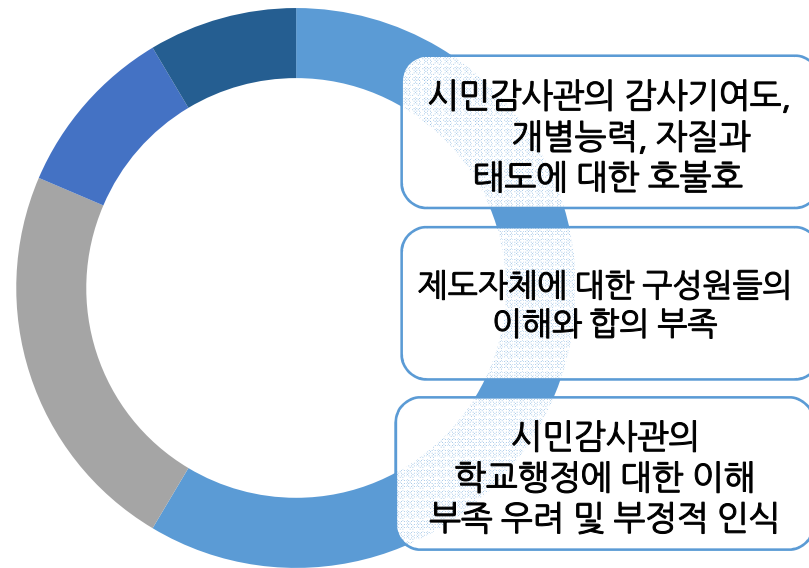 시민감사관의 감사기여도,
개별능력, 자질과
태도에 대한 호불호
제도자체에 대한 구성원들의
이해와 합의 부족
시민감사관의
학교행정에 대한 이해
부족 우려 및 부정적 인식